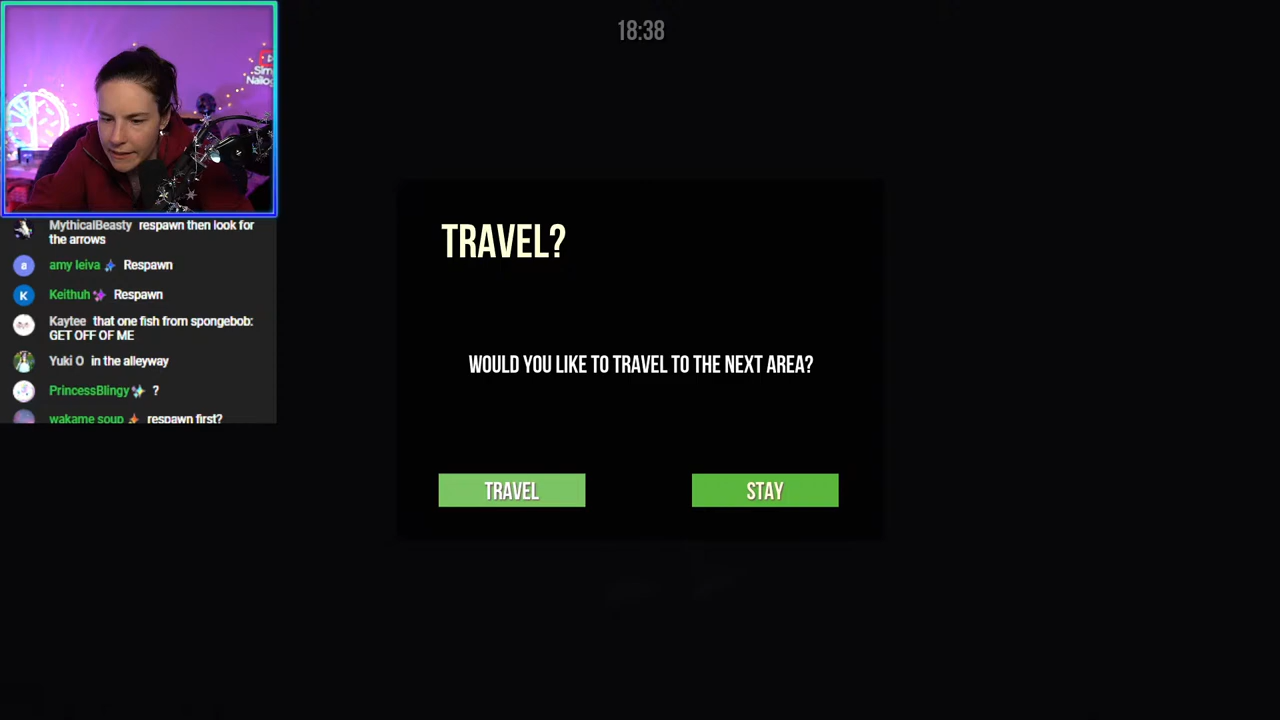 18:38
MythicalBeasty respawn then look for
the arrows
amy leiva Respawn
Keithuh Respawn
Kaytee that one fish from spongebob:
GET OFF OF ME
Yuki O in the alleyway
PrincessBlingy ?
wakame soup respawn first?
TRAVEL?
WOULD YOU LIKE TO TRAVEL TO THE NEXT AREA?
TRAVEL
STAY